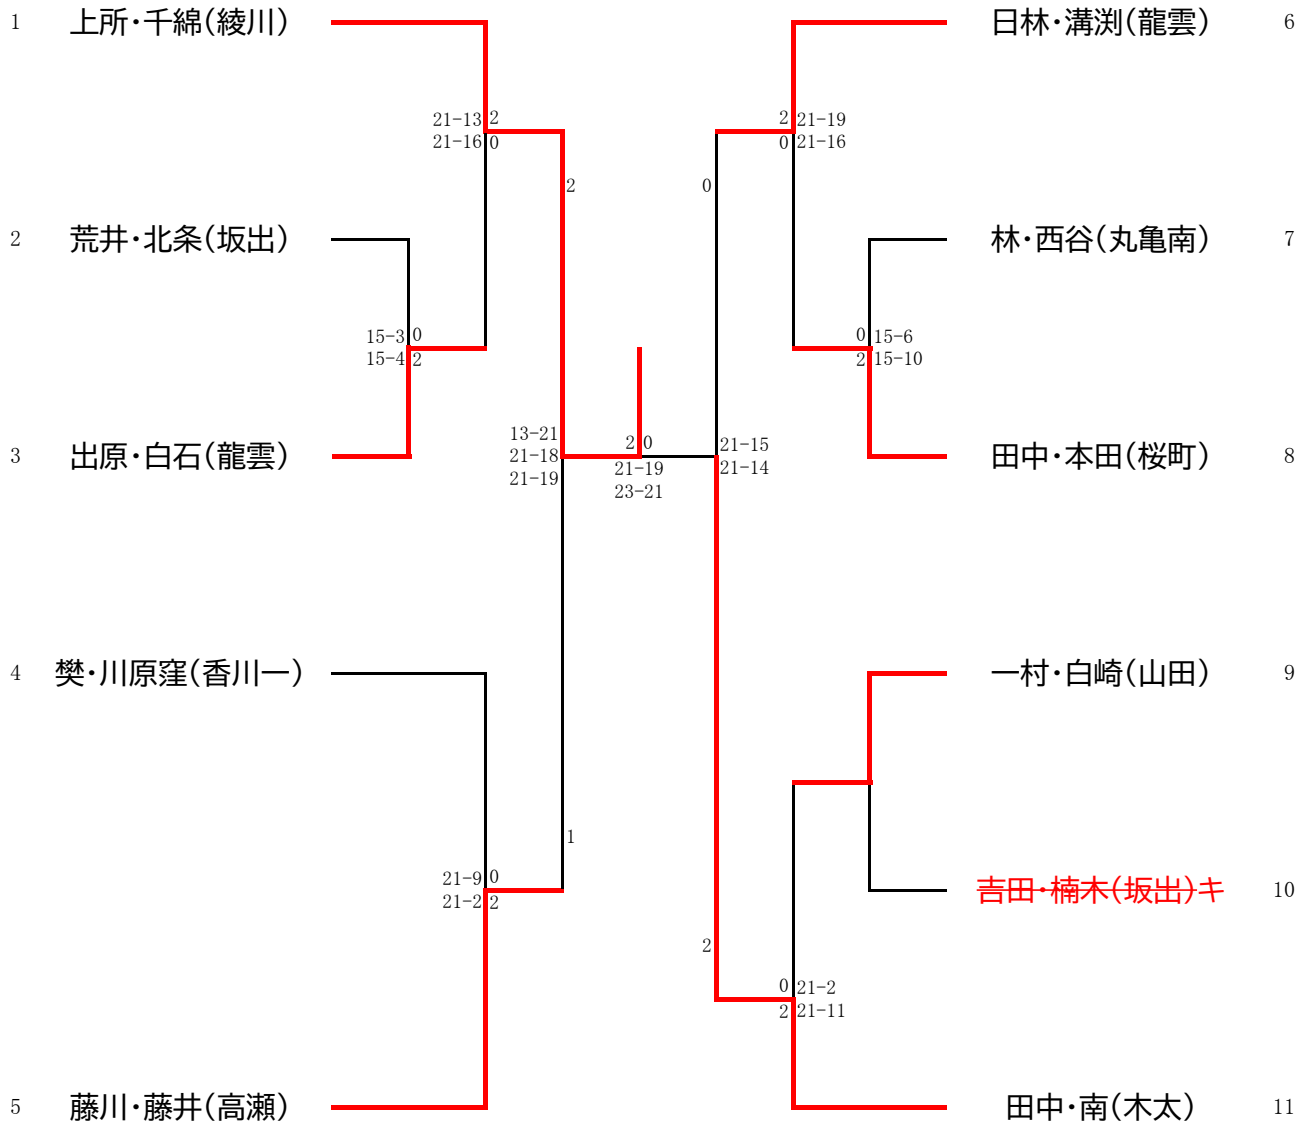 1 上所・千綿(綾川)
日林・溝渕(龍雲) 6
21-13 2
21-16 0
2 21-19
0 21-16
2
0
2 荒井・北条(坂出)
林・西谷(丸亀南) 7
15-3 0
15-4 2
0 15-6
2 15-10
3 出原・白石(龍雲)
13-21
21-18
21-19
2 0
21-19
23-21
21-15
21-14
田中・本田(桜町) 8
4 樊・川原窪(香川一)
一村・白崎(山田) 9
1
21-9 0
21-2 2
吉田・楠木(坂出)キ 10
2
0 21-2
2 21-11
5 藤川・藤井(高瀬)
田中・南(木太) 11